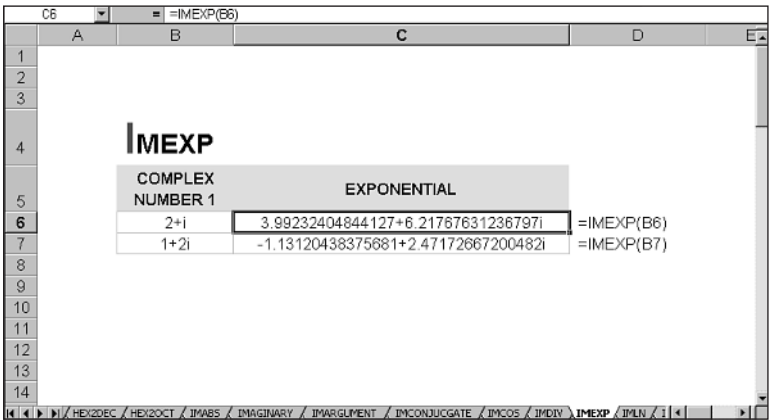 C6 = =IMEXP(B6)
A B C D E
1
2
3
4 IMEXP
5 COMPLEX NUMBER 1 EXPONENTIAL
6 2+i 3.99232404844127+6.21767631236797i =IMEXP(B6)
7 1+2i -1.13120438375681+2.47172667200482i =IMEXP(B7)
8
9
10
11
12
13
14
HEX2DEC HEX2OCT IMABS IMAGINARY IMARGUMENT IMCONJUCGATE IMCOS IMDIV IMEXP IMLN I